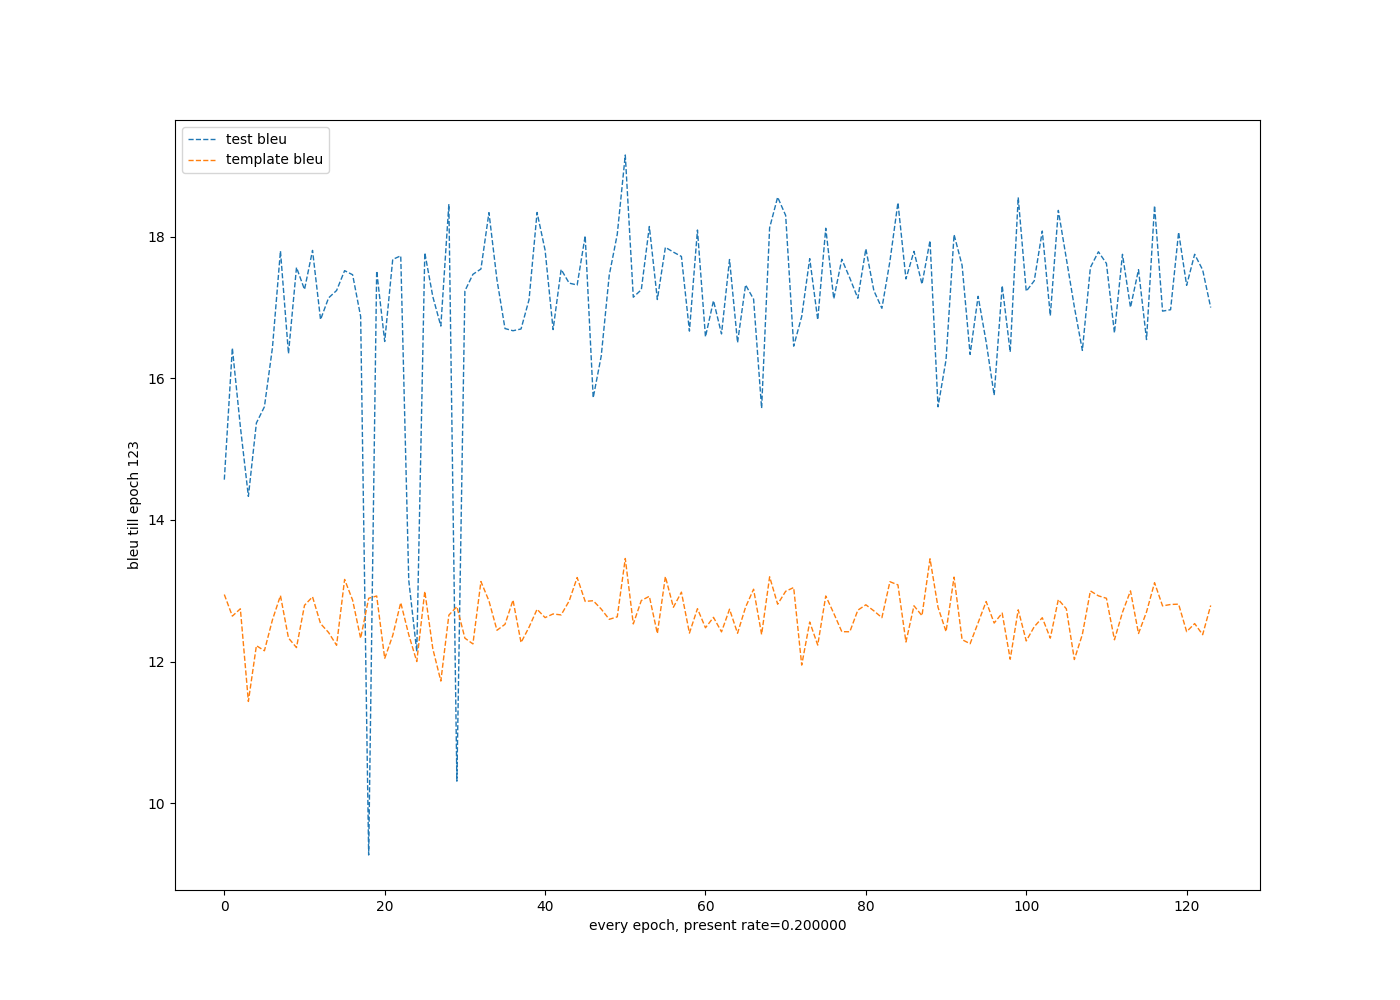 test bleu
template bleu
18
16
14
12
10
bleu till epoch 123
0 20 40 60 80 100 120
every epoch, present rate=0.200000